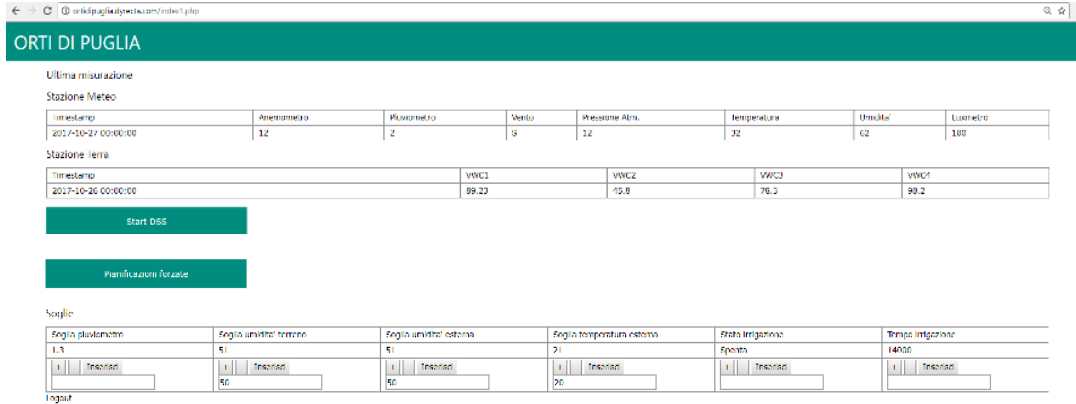 ortidipuglia.dyrecta.com/index1.php
ORTI DI PUGLIA
Ultima misurazione
Stazione Meteo
Timestamp Anemometro Pluviometro Vento Pressione Atm. Temperatura Umidita' Luxmetro
2017-10-27 00:00:00 12 2 S 12 32 62 100
Stazione Terra
Timestamp VWC1 VWC2 VWC3 VWC4
2017-10-26 00:00:00 89.23 45.8 78.3 98.2
Start DSS
Pianificazioni forzate
Soglie
Soglia pluviometro Soglia umidita' terreno Soglia umidita' esterna Soglia temperatura esterna Stato irrigazione Tempo irrigazione
1.3 51 51 21 Spenta 14000
Inserisci Inserisci Inserisci Inserisci Inserisci Inserisci
50 50 20
Logout